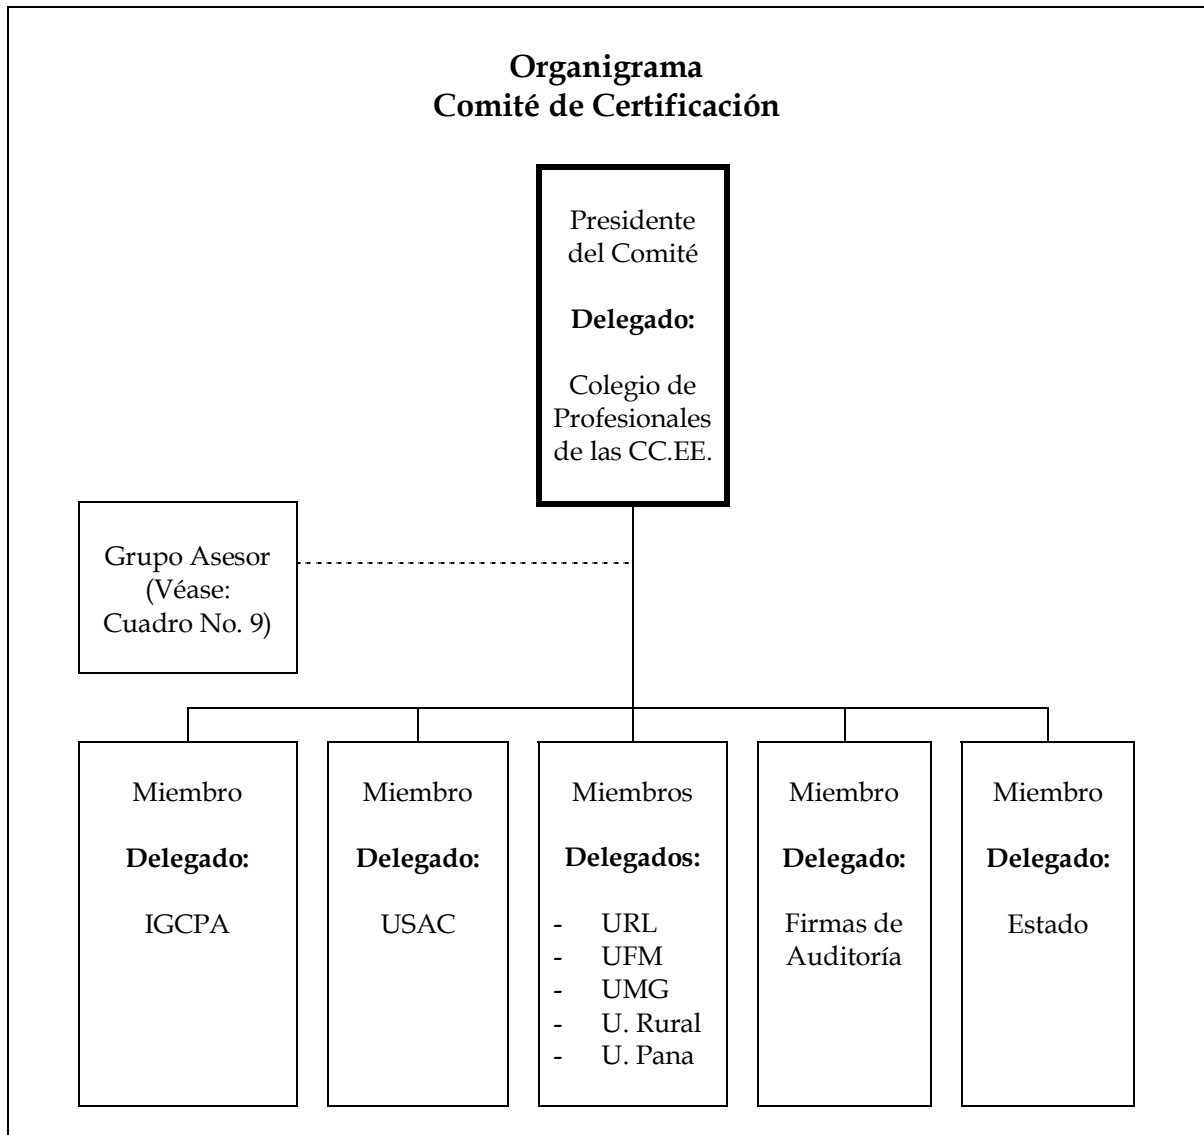 Organigrama
Comité de Certificación
Presidente
del Comité
Delegado:
Colegio de
Profesionales
de las CC.EE.
Grupo Asesor
(Véase:
Cuadro No. 9)
Miembro
Delegado:
IGCPA
Miembro
Delegado:
USAC
Miembros
Delegados:
- URL
- UFM
- UMG
- U. Rural
- U. Pana
Miembro
Delegado:
Firmas de
Auditoría
Miembro
Delegado:
Estado